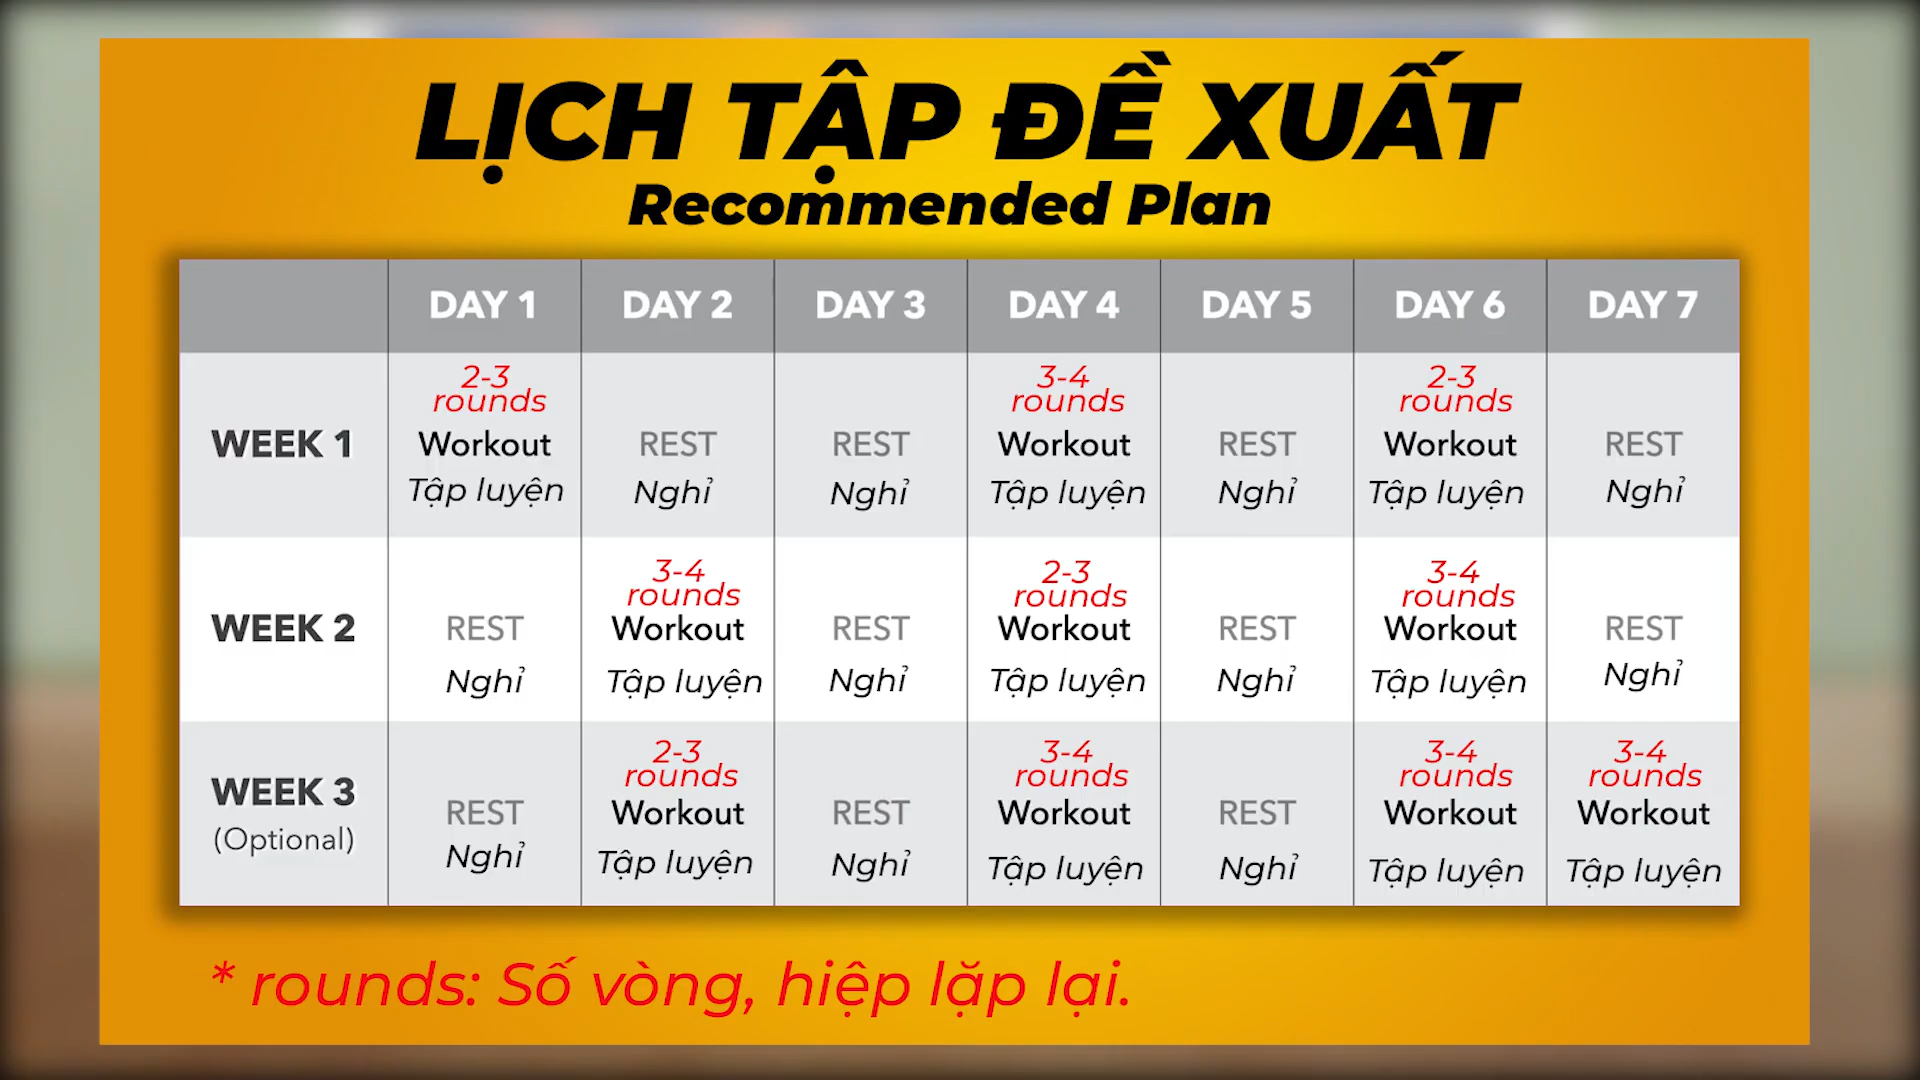 LỊCH TẬP ĐỀ XUẤT
Recommended Plan
DAY 1 DAY 2 DAY 3 DAY 4 DAY 5 DAY 6 DAY 7
2-3 3-4 2-3
rounds rounds rounds
WEEK 1 Workout REST REST Workout REST Workout REST
Tập luyện Nghỉ Nghỉ Tập luyện Nghỉ Tập luyện Nghỉ
3-4 2-3 3-4
rounds rounds rounds
WEEK 2 REST Workout REST Workout REST Workout REST
Nghỉ Tập luyện Nghỉ Tập luyện Nghỉ Tập luyện Nghỉ
2-3 3-4 3-4 3-4
rounds rounds rounds rounds
WEEK 3 REST Workout REST Workout REST Workout Workout
(Optional) Nghỉ Tập luyện Nghỉ Tập luyện Nghỉ Tập luyện Tập luyện
* rounds: Số vòng, hiệp lặp lại.